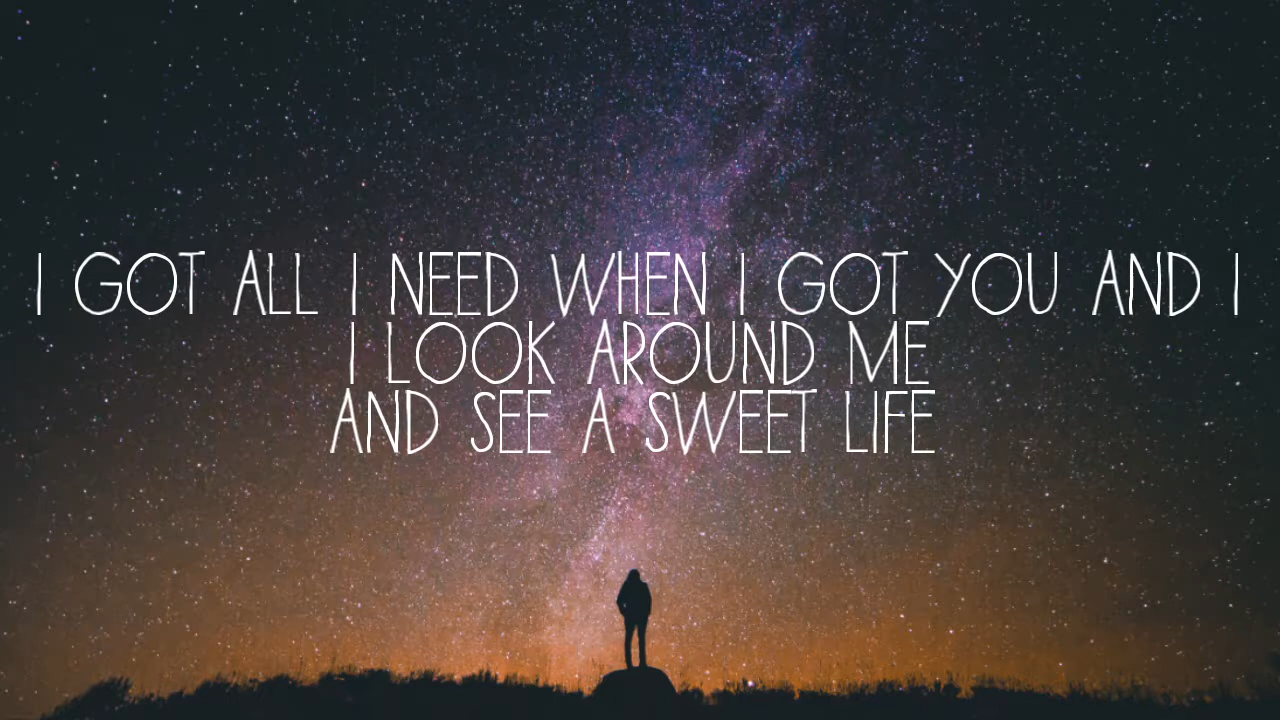 I GOT ALL I NEED WHEN I GOT YOU AND I
I LOOK AROUND ME
AND SEE A SWEET LIFE